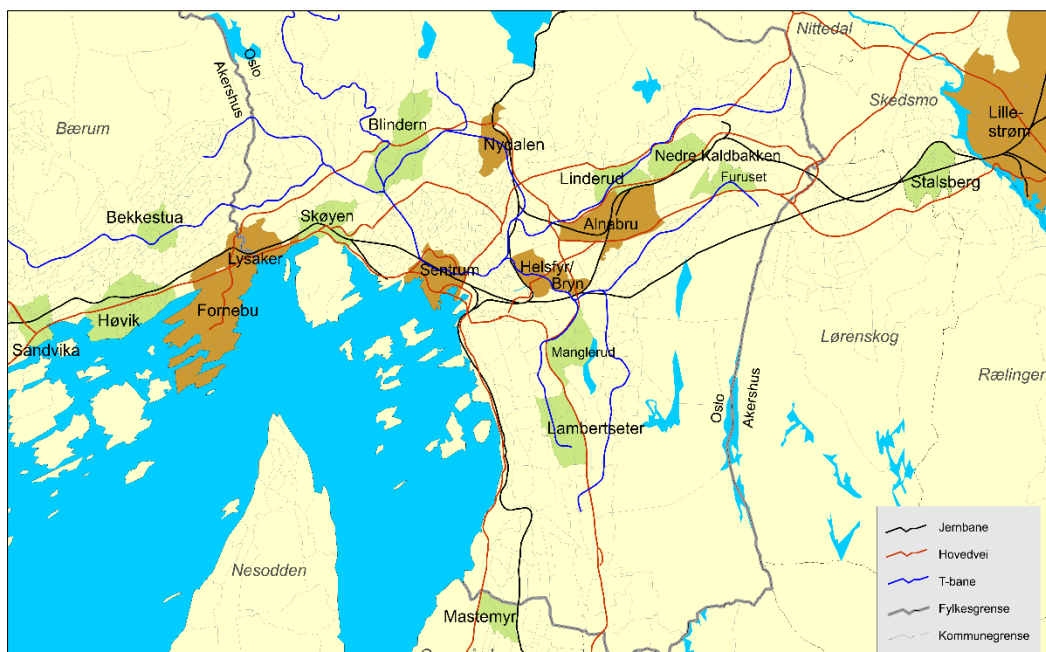 Nittedal
Oslo
Akershus
Skedsmo
Lille-
strøm
Bærum
Blindern
Nydalen
Nedre Kaldbakken
Linderud
Furuset
Stalsberg
Bekkestua
Skøyen
Alnabru
Lysaker
Sentrum
Helsfyr/
Bryn
Fornebu
Høvik
Sandvika
Manglerud
Lørenskog
Rælingen
Oslo
Akershus
Lambertseter
Nesodden
Mastemyr
Jernbane
Hovedvei
T-bane
Fylkesgrense
Kommunegrense